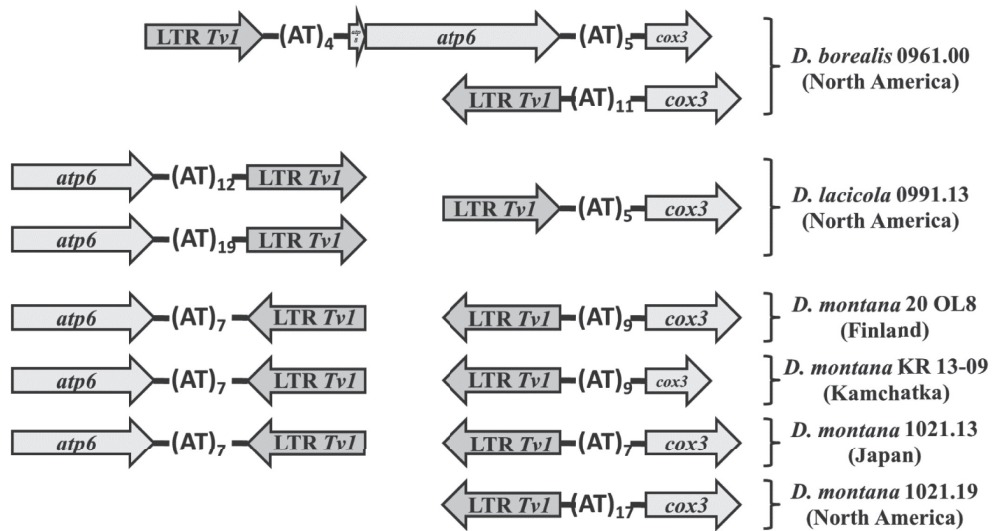 LTR Tv1 (AT)4 atp8 atp6 (AT)5 cox3
LTR Tv1 (AT)11 cox3
D. borealis 0961.00
(North America)
atp6 (AT)12 LTR Tv1
atp6 (AT)19 LTR Tv1
LTR Tv1 (AT)5 cox3
D. lacicola 0991.13
(North America)
atp6 (AT)7 LTR Tv1 LTR Tv1 (AT)9 cox3
D. montana 20 OL8
(Finland)
atp6 (AT)7 LTR Tv1 LTR Tv1 (AT)9 cox3
D. montana KR 13-09
(Kamchatka)
atp6 (AT)7 LTR Tv1 LTR Tv1 (AT)7 cox3
D. montana 1021.13
(Japan)
LTR Tv1 (AT)17 cox3
D. montana 1021.19
(North America)